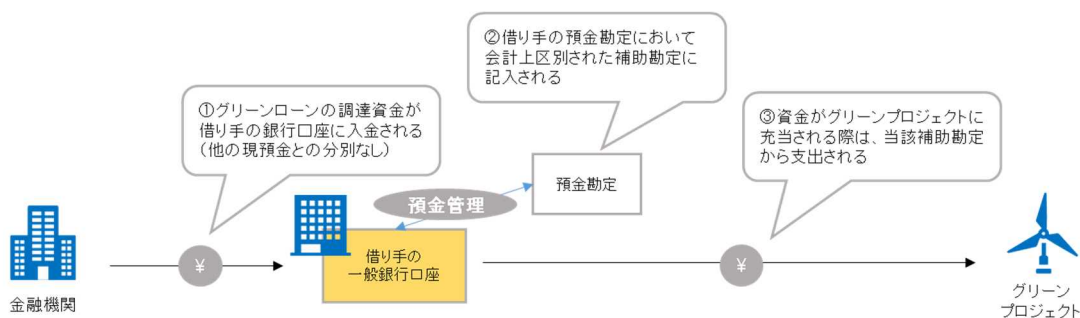 ②借り手の預金勘定において
会計上区別された補助勘定に
記入される
①グリーンローンの調達資金が
借り手の銀行口座に入金される
(他の現預金との分別なし)
③資金がグリーンプロジェクトに
充当される際は、当該補助勘定
から支出される
預金勘定
預金管理
借り手の
一般銀行口座
¥
¥
金融機関
グリーン
プロジェクト